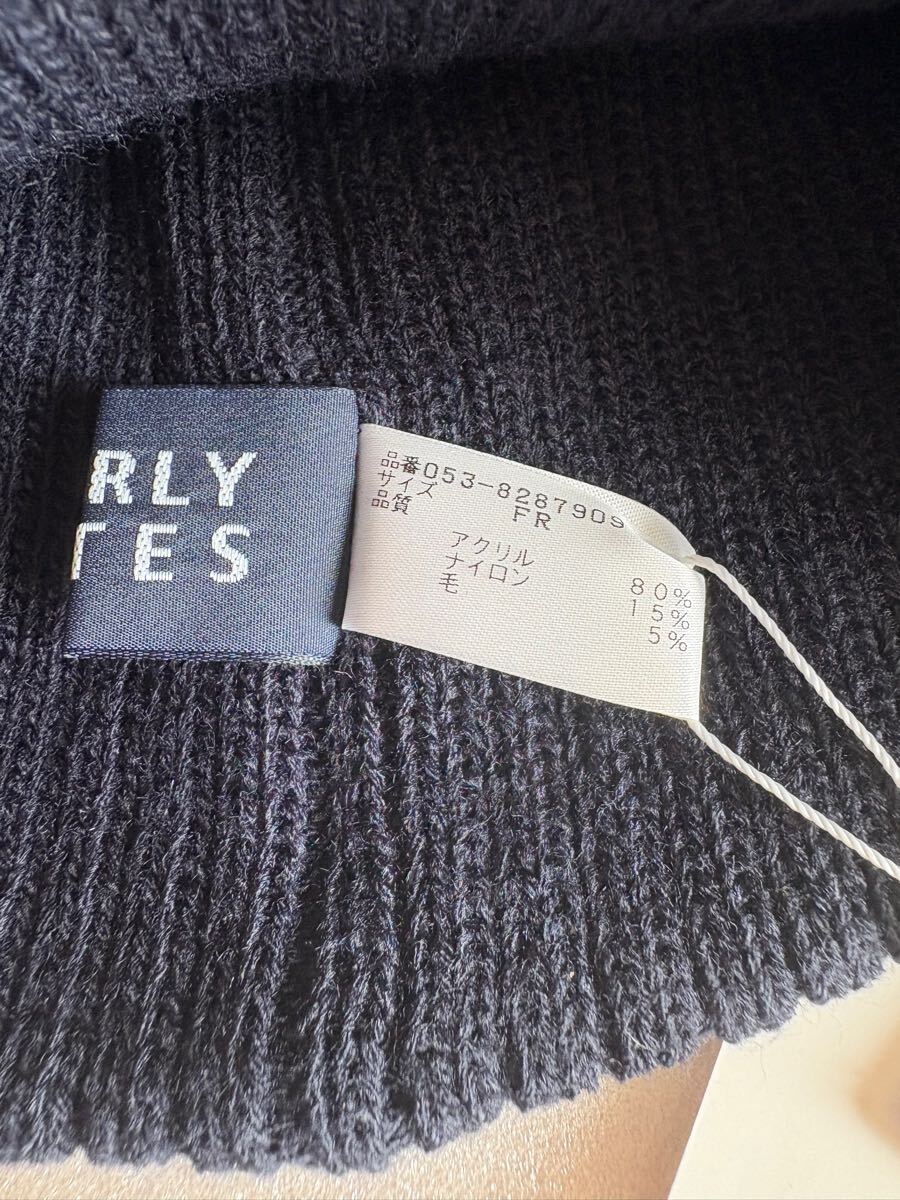 RLY
TES
品番053-8287909
サイズ FR
品質
アクリル 80%
ナイロン 15%
毛 5%